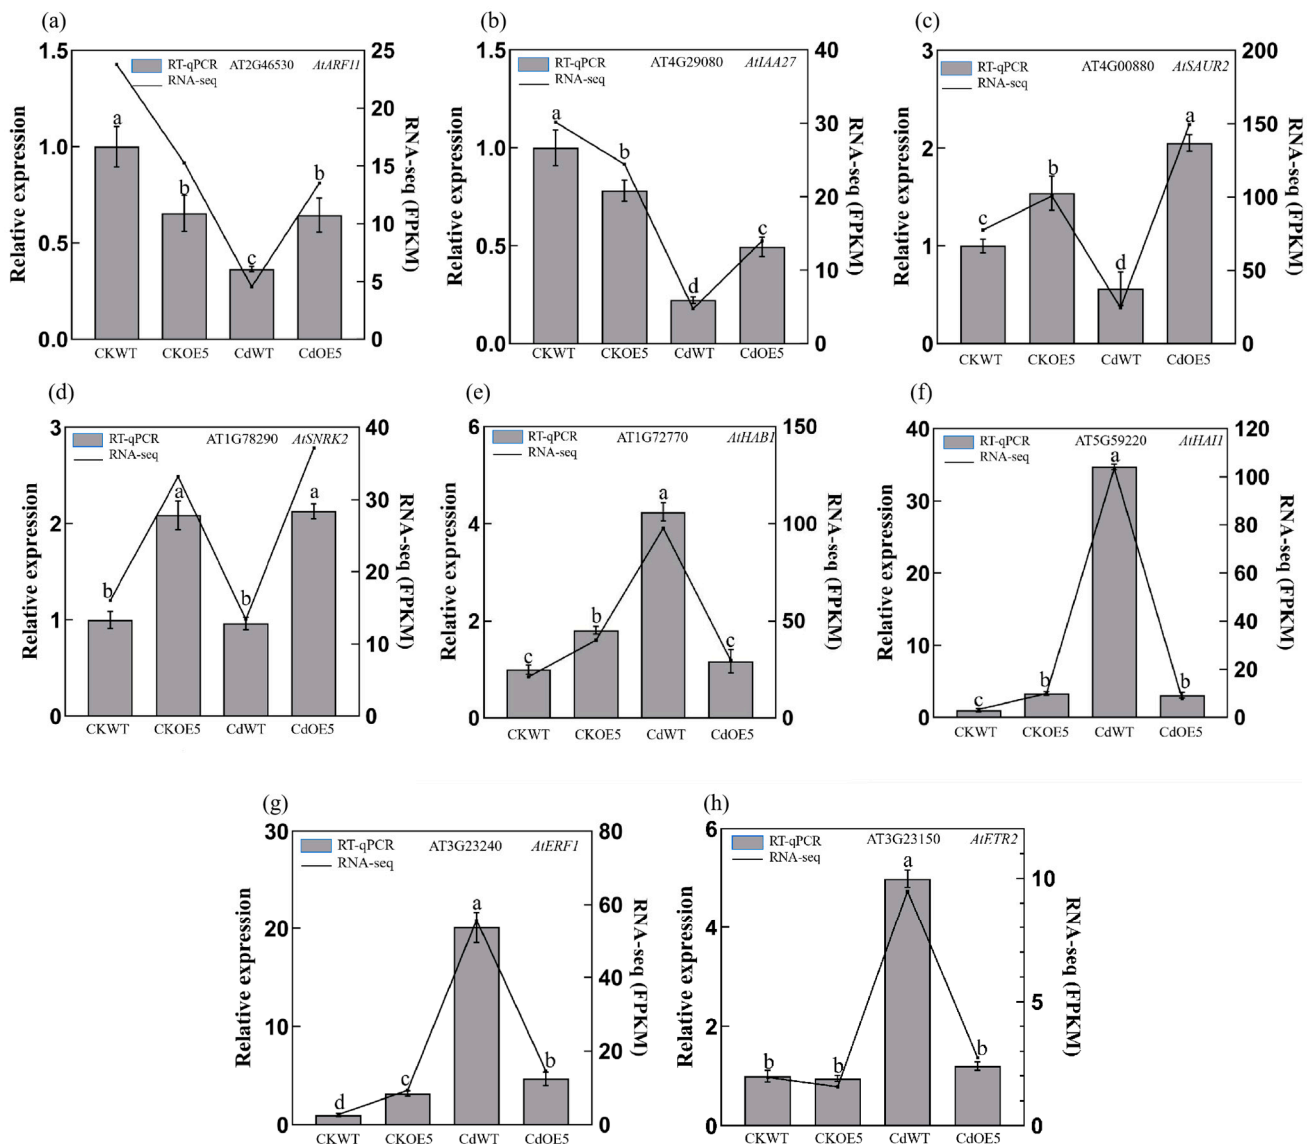 (a)
RT-qPCR AT2G46530 AtARF11
RNA-seq
Relative expression
RNA-seq (FPKM)
1.5
1.0
0.5
0.0
25
20
15
10
5
0
a
b
c
b
CKWT CKOE5 CdWT CdOE5
(b)
RT-qPCR AT4G29080 AtIAA27
RNA-seq
Relative expression
RNA-seq (FPKM)
1.5
1.0
0.5
0.0
40
30
20
10
0
a
b
d
c
CKWT CKOE5 CdWT CdOE5
(c)
RT-qPCR AT4G00880 AtSAUR2
RNA-seq
Relative expression
RNA-seq (FPKM)
3
2
1
0
200
150
100
50
0
c
b
d
a
CKWT CKOE5 CdWT CdOE5
(d)
RT-qPCR AT1G78290 AtSNRK2
RNA-seq
Relative expression
RNA-seq (FPKM)
3
2
1
0
40
30
20
10
0
b
a
b
a
CKWT CKOE5 CdWT CdOE5
(e)
RT-qPCR AT1G72770 AtHAB1
RNA-seq
Relative expression
RNA-seq (FPKM)
6
4
2
0
150
100
50
0
c
b
a
c
CKWT CKOE5 CdWT CdOE5
(f)
RT-qPCR AT5G59220 AtHAI1
RNA-seq
Relative expression
RNA-seq (FPKM)
40
30
20
10
0
120
100
80
60
40
20
0
c
b
a
b
CKWT CKOE5 CdWT CdOE5
(g)
RT-qPCR AT3G23240 AtERF1
RNA-seq
Relative expression
RNA-seq (FPKM)
30
20
10
0
80
60
40
20
0
d
c
a
b
CKWT CKOE5 CdWT CdOE5
(h)
RT-qPCR AT3G23150 AtETR2
RNA-seq
Relative expression
RNA-seq (FPKM)
6
4
2
0
10
5
0
b
b
a
b
CKWT CKOE5 CdWT CdOE5